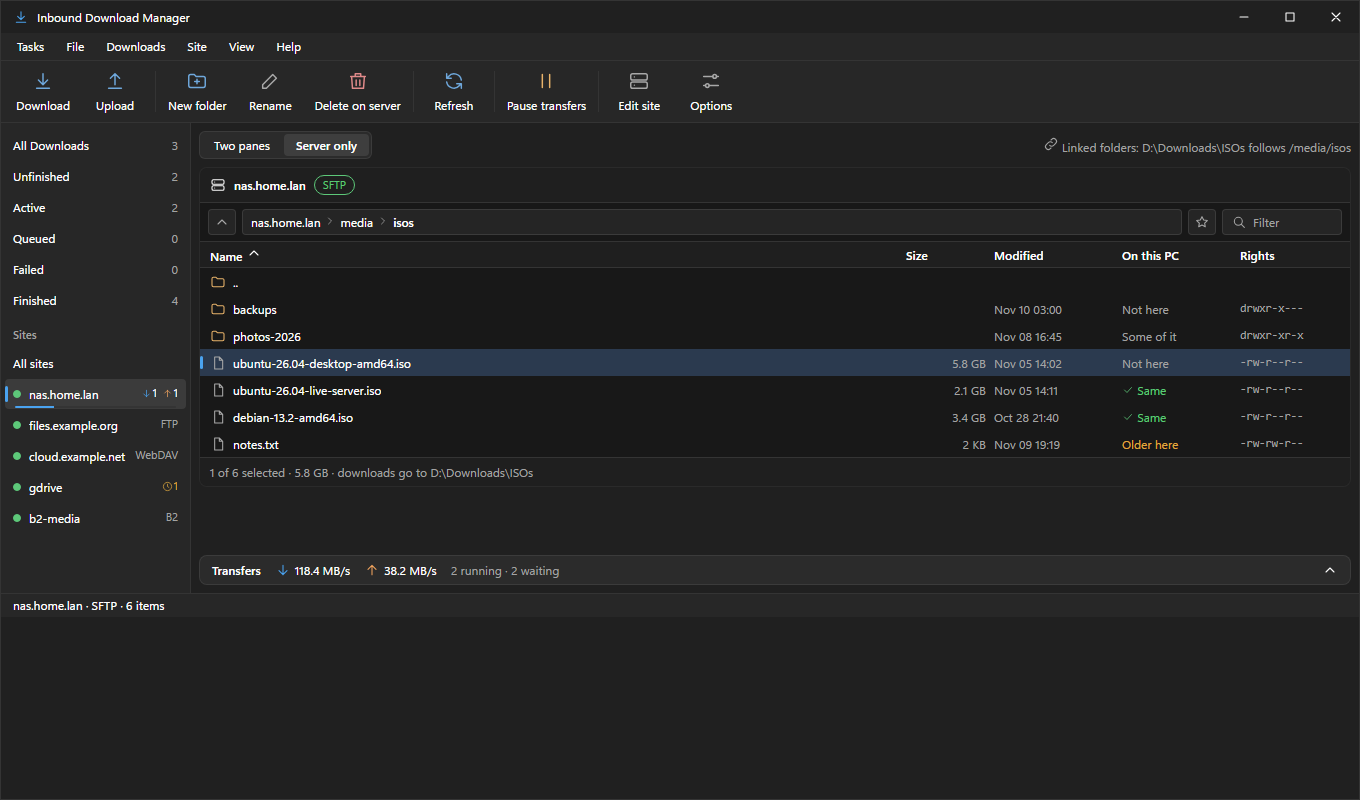 Inbound Download Manager
Tasks File Downloads Site View Help
Download Upload New folder Rename Delete on server Refresh Pause transfers Edit site Options
All Downloads 3
Unfinished 2
Active 2
Queued 0
Failed 0
Finished 4
Sites
All sites
nas.home.lan ↓1 ↑1
files.example.org FTP
cloud.example.net WebDAV
gdrive 1
b2-media B2
Two panes Server only
Linked folders: D:\Downloads\ISOs follows /media/isos
nas.home.lan SFTP
nas.home.lan > media > isos
Filter
Name Size Modified On this PC Rights
..
backups Nov 10 03:00 Not here drwxr-x---
photos-2026 Nov 08 16:45 Some of it drwxr-xr-x
ubuntu-26.04-desktop-amd64.iso 5.8 GB Nov 05 14:02 Not here -rw-r--r--
ubuntu-26.04-live-server.iso 2.1 GB Nov 05 14:11 ✓ Same -rw-r--r--
debian-13.2-amd64.iso 3.4 GB Oct 28 21:40 ✓ Same -rw-r--r--
notes.txt 2 KB Nov 09 19:19 Older here -rw-rw-r--
1 of 6 selected · 5.8 GB · downloads go to D:\Downloads\ISOs
Transfers ↓ 118.4 MB/s ↑ 38.2 MB/s 2 running · 2 waiting
nas.home.lan · SFTP · 6 items